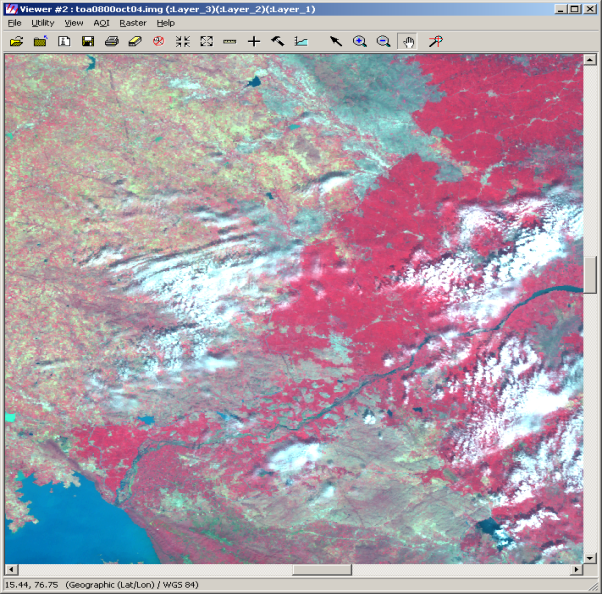 Viewer #2 : toa0800oct04.img (:Layer_3)(:Layer_2)(:Layer_1)
File Utility View AOI Raster Help
15.44, 76.75 (Geographic (Lat/Lon) / WGS 84)